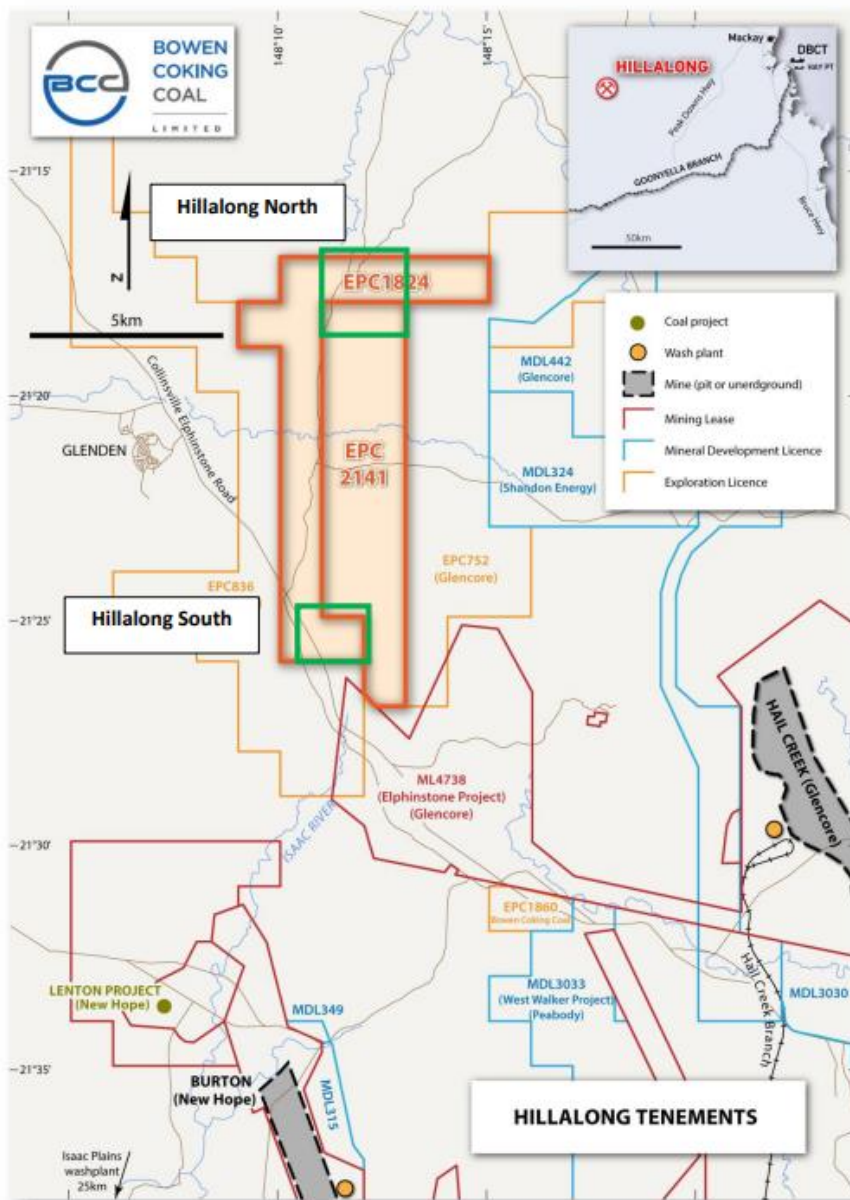 BCC
BOWEN
COKING
COAL
LIMITED
148°10'
148°15'
Mackay
DBCT
HAY PT
HILLALONG
Peak Downs Hwy
GOONYELLA BRANCH
Bruce Hwy
50km
21°15'
Hillalong North
N
5km
EPC1824
Coal project
Wash plant
Mine (pit or unerdground)
Mining Lease
Mineral Development Licence
Exploration Licence
MDL442
(Glencore)
21°20'
Collinsville Elphinstone Road
GLENDEN
EPC
2141
MDL324
(Shandon Energy)
EPC752
(Glencore)
EPC836
Hillalong South
21°25'
HAIL CREEK (Glencore)
ML4738
(Elphinstone Project)
(Glencore)
ISAAC RIVER
21°30'
EPC1860
(Bowen Coking Coal)
Hail Creek Branch
LENTON PROJECT
(New Hope)
MDL3033
(West Walker Project)
(Peabody)
MDL3030
MDL349
21°35'
BURTON
(New Hope)
MDL315
HILLALONG TENEMENTS
Isaac Plains
washplant
25km